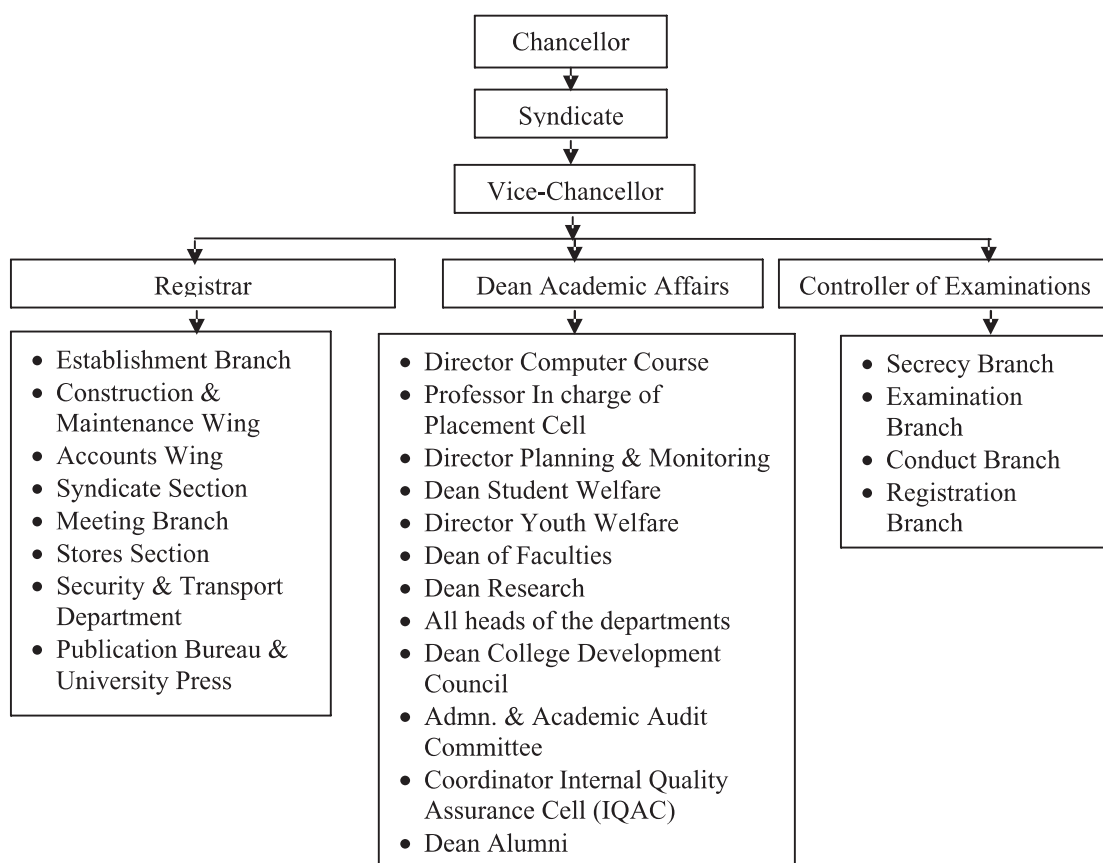 Chancellor
Syndicate
Vice-Chancellor
Registrar
Dean Academic Affairs
Controller of Examinations
• Establishment Branch
• Construction &
Maintenance Wing
• Accounts Wing
• Syndicate Section
• Meeting Branch
• Stores Section
• Security & Transport
Department
• Publication Bureau &
University Press
• Director Computer Course
• Professor In charge of
Placement Cell
• Director Planning & Monitoring
• Dean Student Welfare
• Director Youth Welfare
• Dean of Faculties
• Dean Research
• All heads of the departments
• Dean College Development
Council
• Admn. & Academic Audit
Committee
• Coordinator Internal Quality
Assurance Cell (IQAC)
• Dean Alumni
• Secrecy Branch
• Examination
Branch
• Conduct Branch
• Registration
Branch